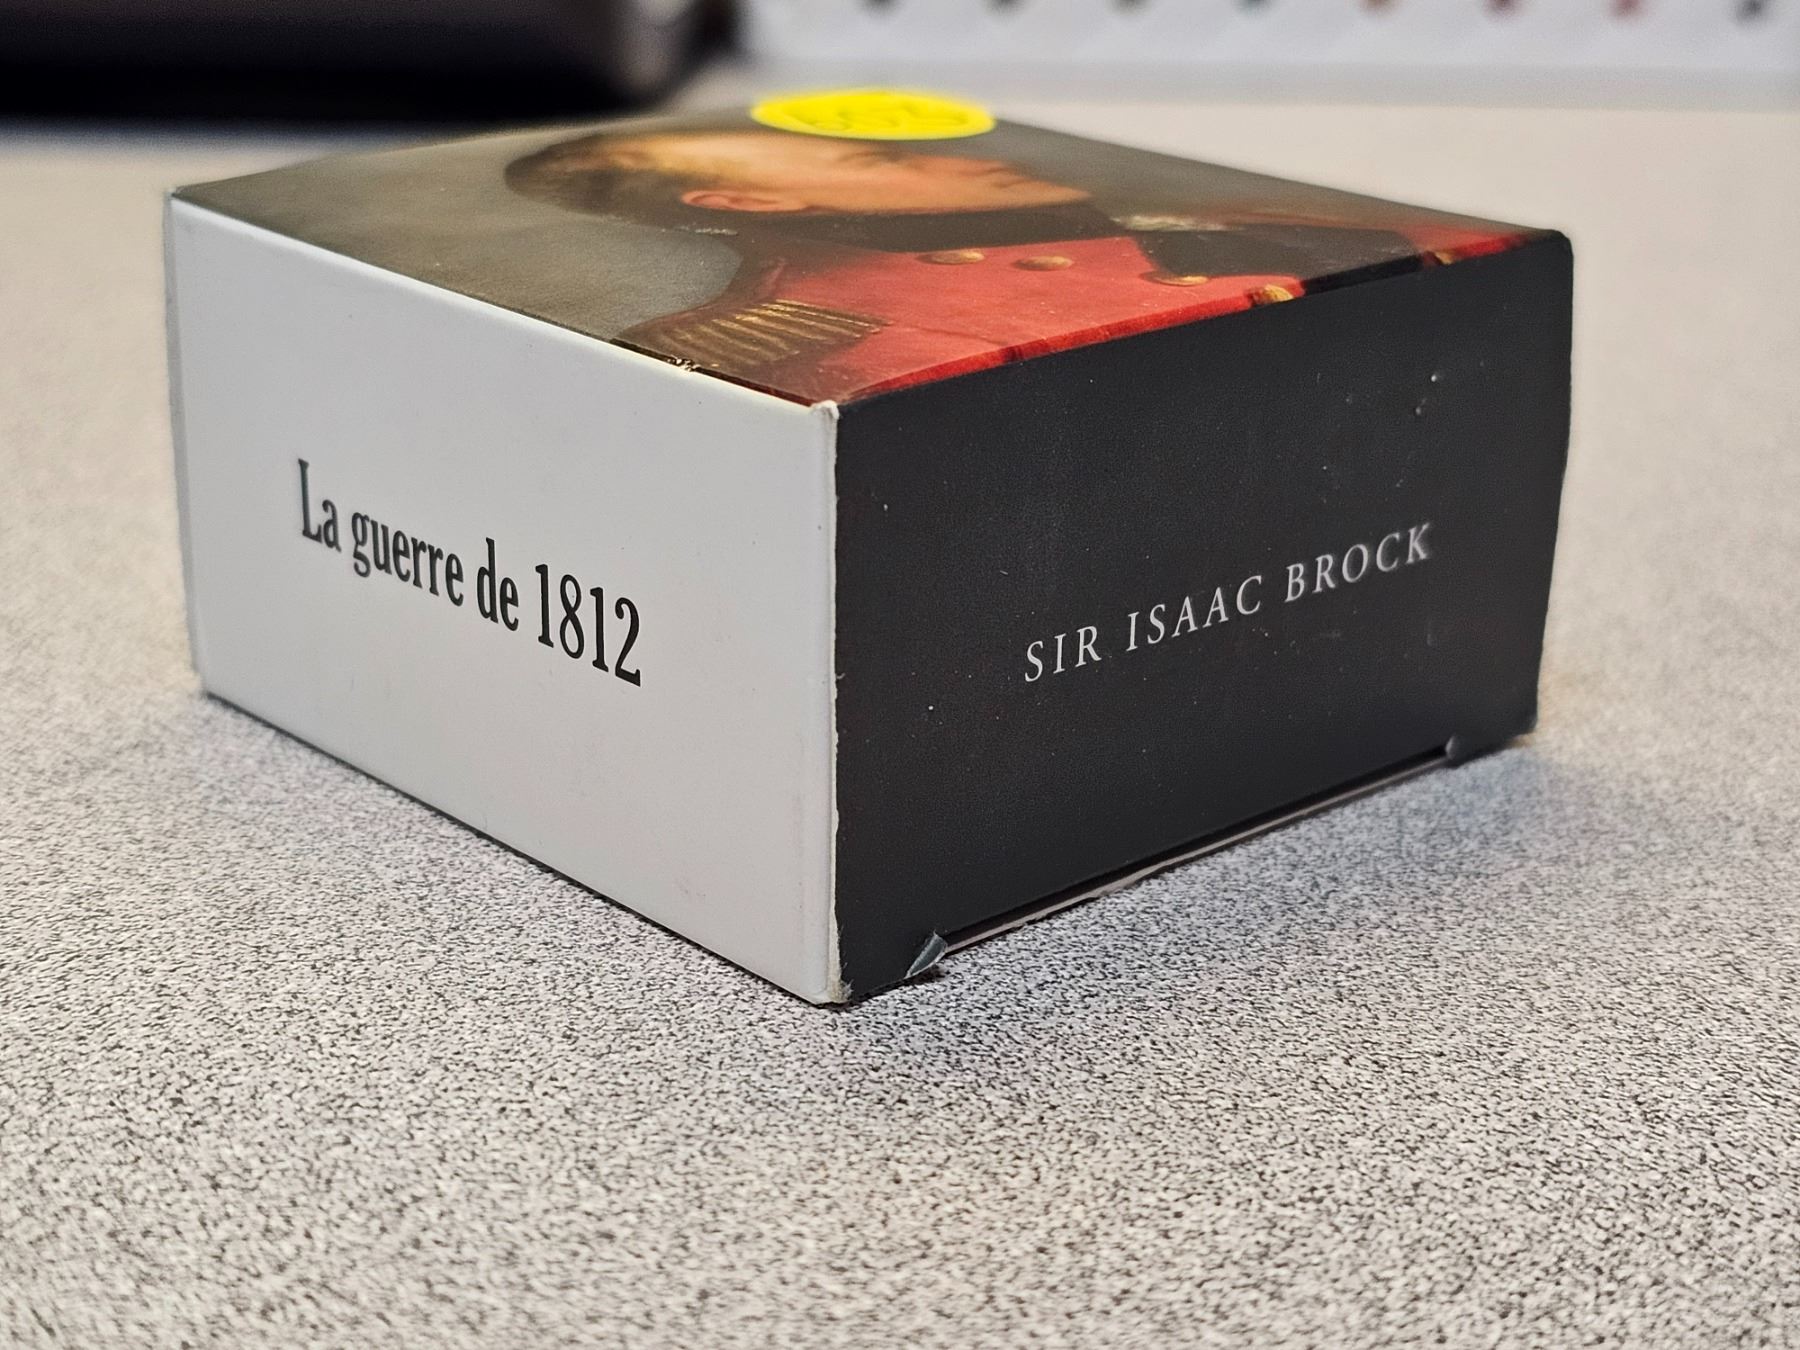 La guerre de 1812
SIR ISAAC BROCK